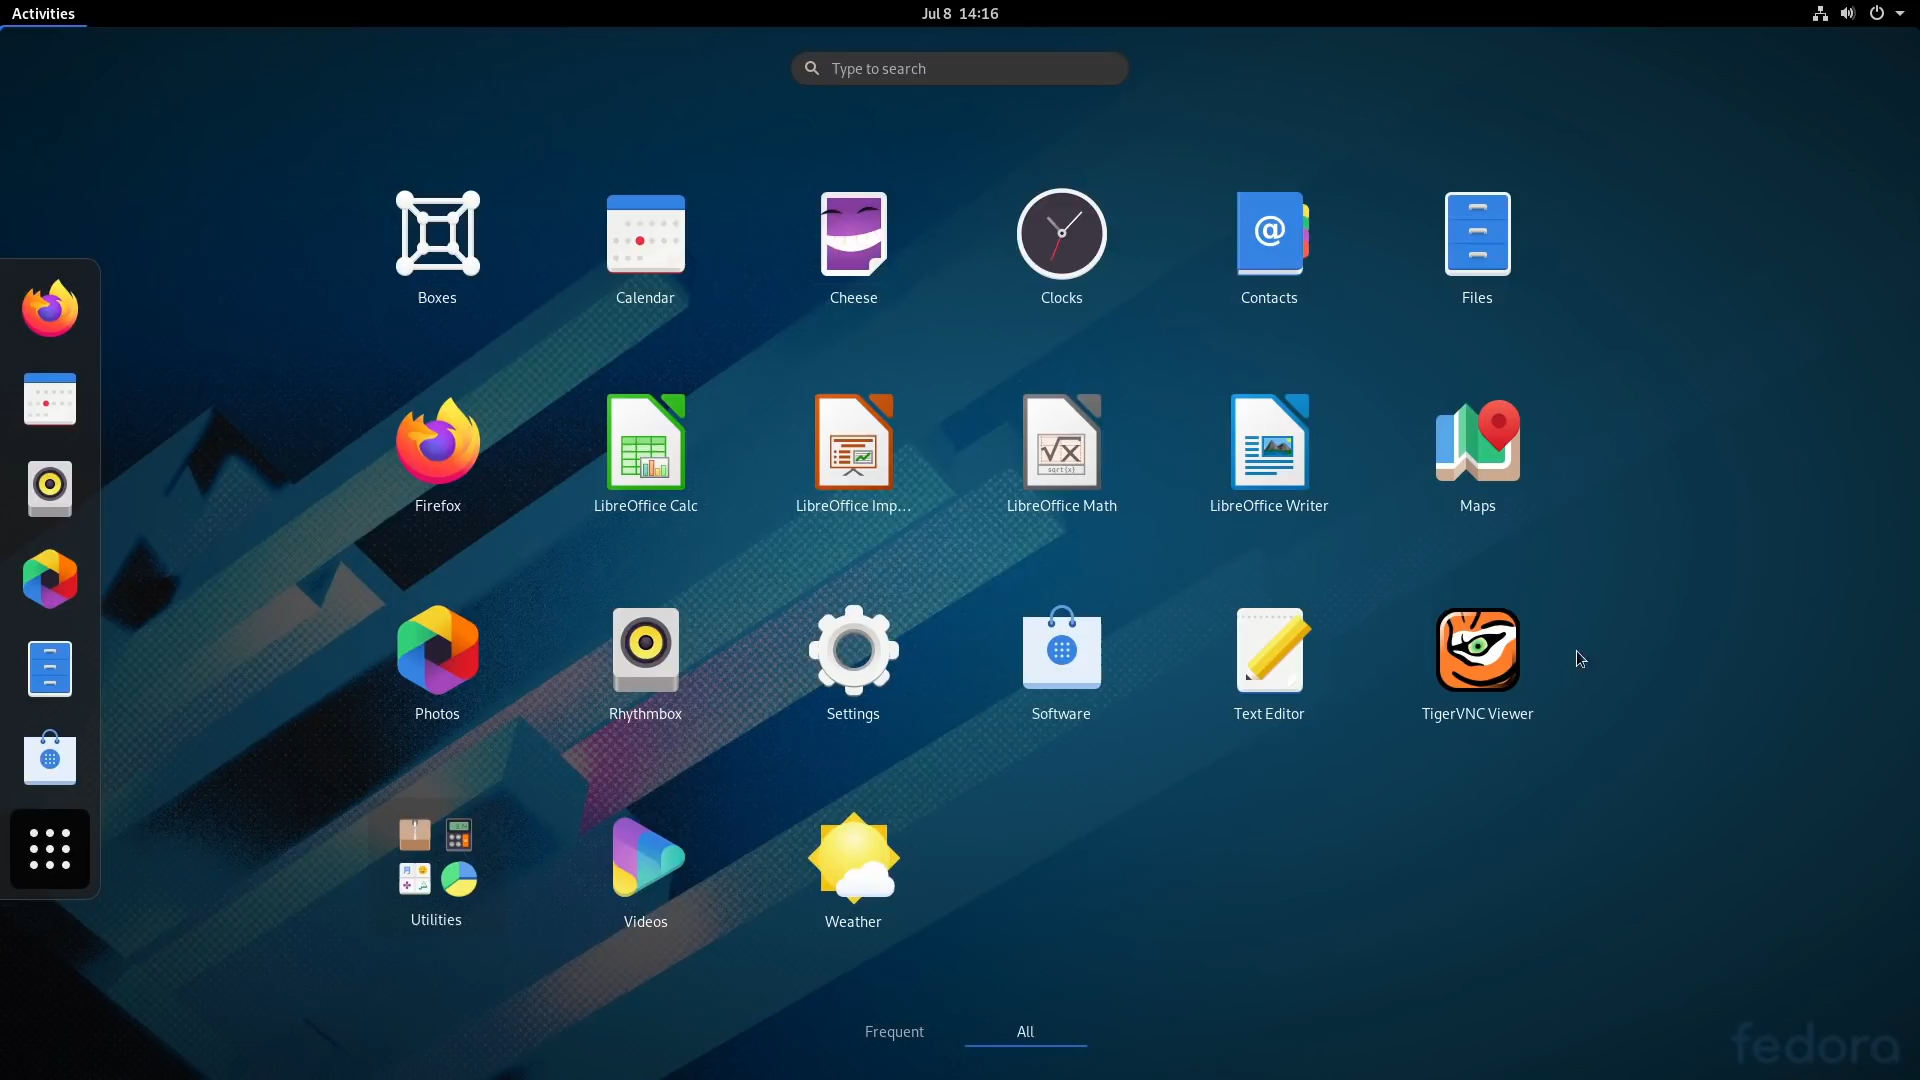 Activities
Jul 8 14:16
Type to search
Boxes
Calendar
Cheese
@
Clocks
Contacts
Files
Firefox
LibreOffice Calc
LibreOffice Imp...
√x
sqrt(x)
LibreOffice Math
LibreOffice Writer
Maps
Photos
Rhythmbox
Settings
Software
Text Editor
TigerVNC Viewer
Utilities
Videos
Weather
Frequent
All
fedora